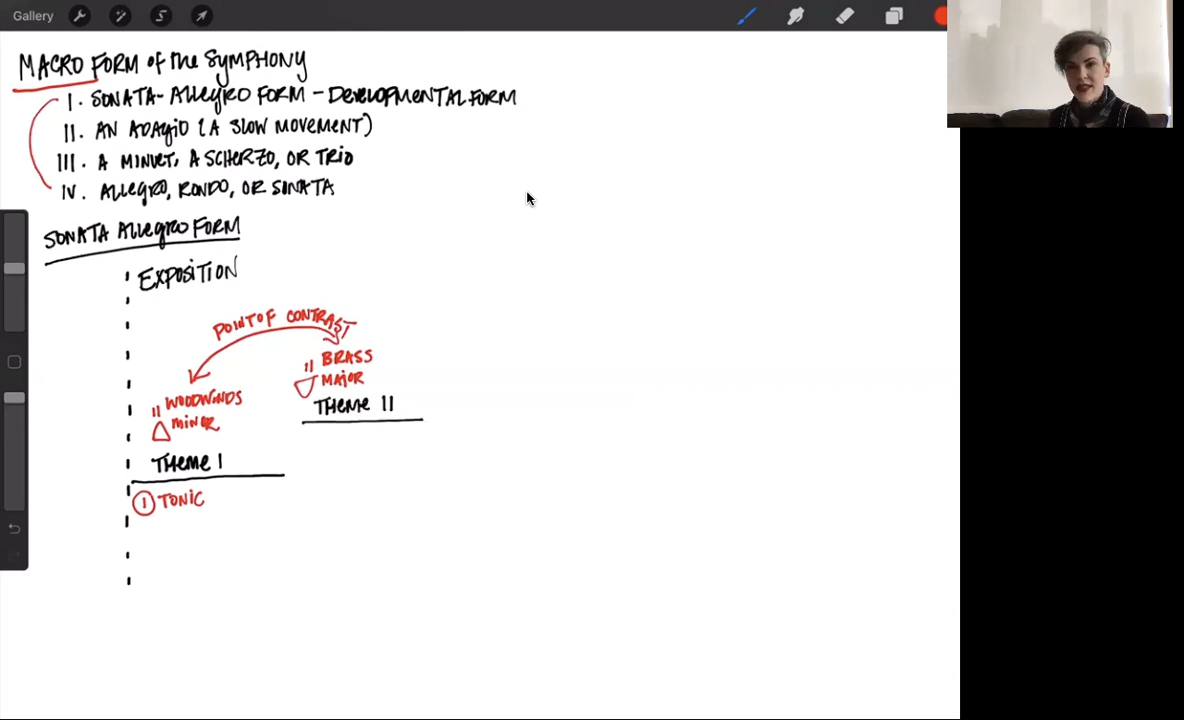 Gallery
MACRO FORM of the SYMPHONY
I. SONATA-ALLEGRO FORM - DEVELOPMENTAL FORM
II. AN ADAGIO (A SLOW MOVEMENT)
III. A MINUET, A SCHERZO, OR TRIO
IV. ALLEGRO, RONDO, OR SONATA
SONATA ALLEGRO FORM
EXPOSITION
POINT OF CONTRAST
BRASS
MAJOR
THEME II
WOODWINDS
MINOR
THEME I
1 TONIC